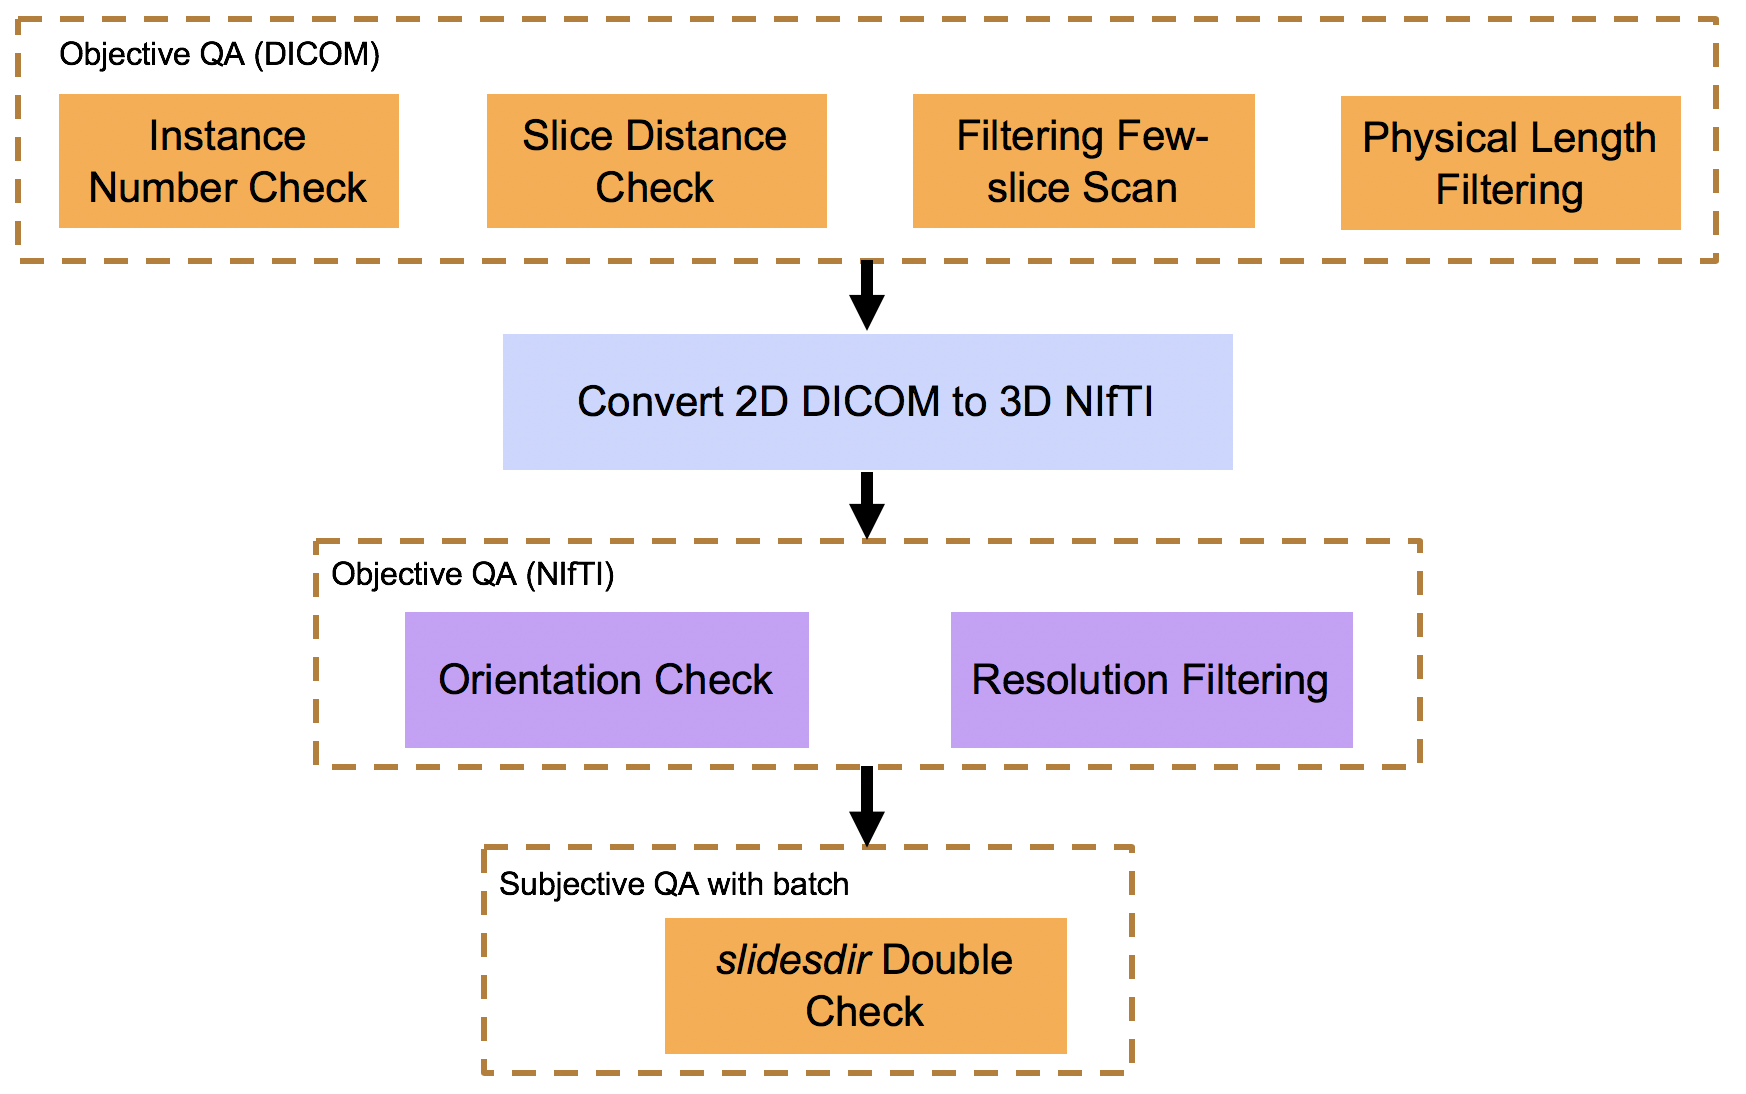 Objective QA (DICOM)
Instance
Number Check
Slice Distance
Check
Filtering Few-
slice Scan
Physical Length
Filtering
Convert 2D DICOM to 3D NIfTI
Objective QA (NIfTI)
Orientation Check
Resolution Filtering
Subjective QA with batch
slidesdir Double
Check